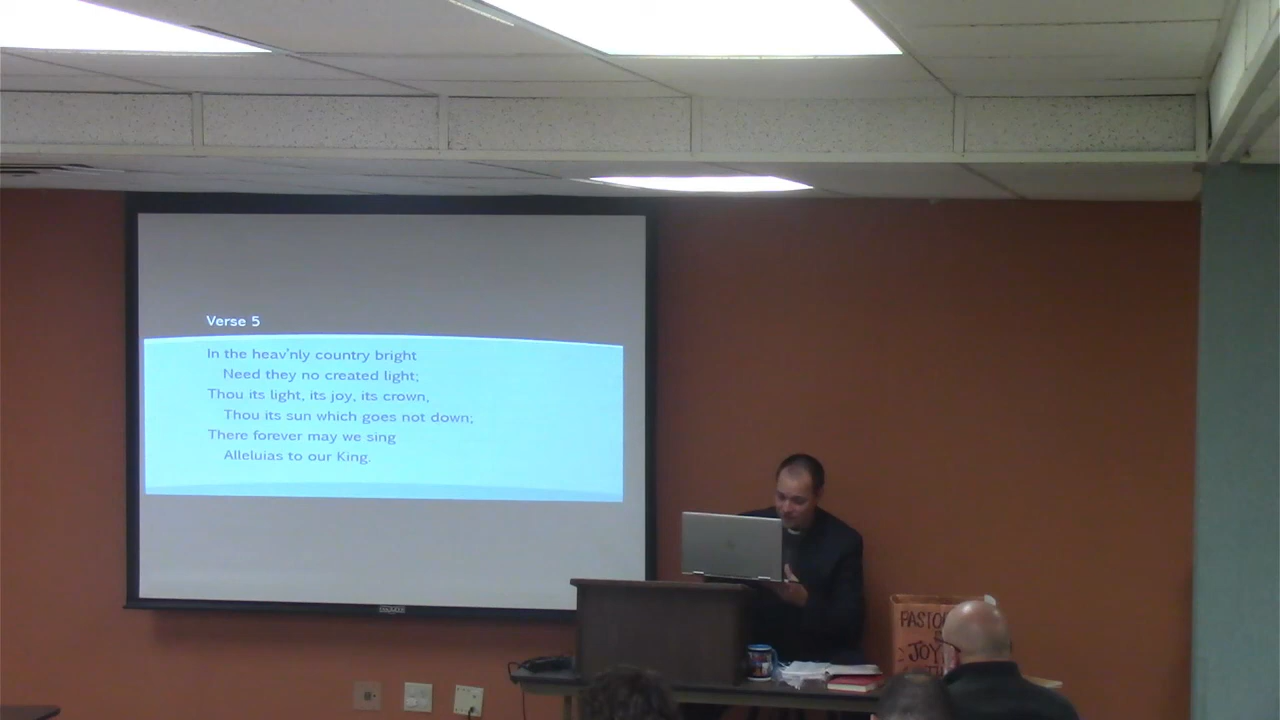 Verse 5
In the heav'nly country bright
Need they no created light;
Thou its light, its joy, its crown,
Thou its sun which goes not down;
There forever may we sing
Alleluias to our King.
JOY